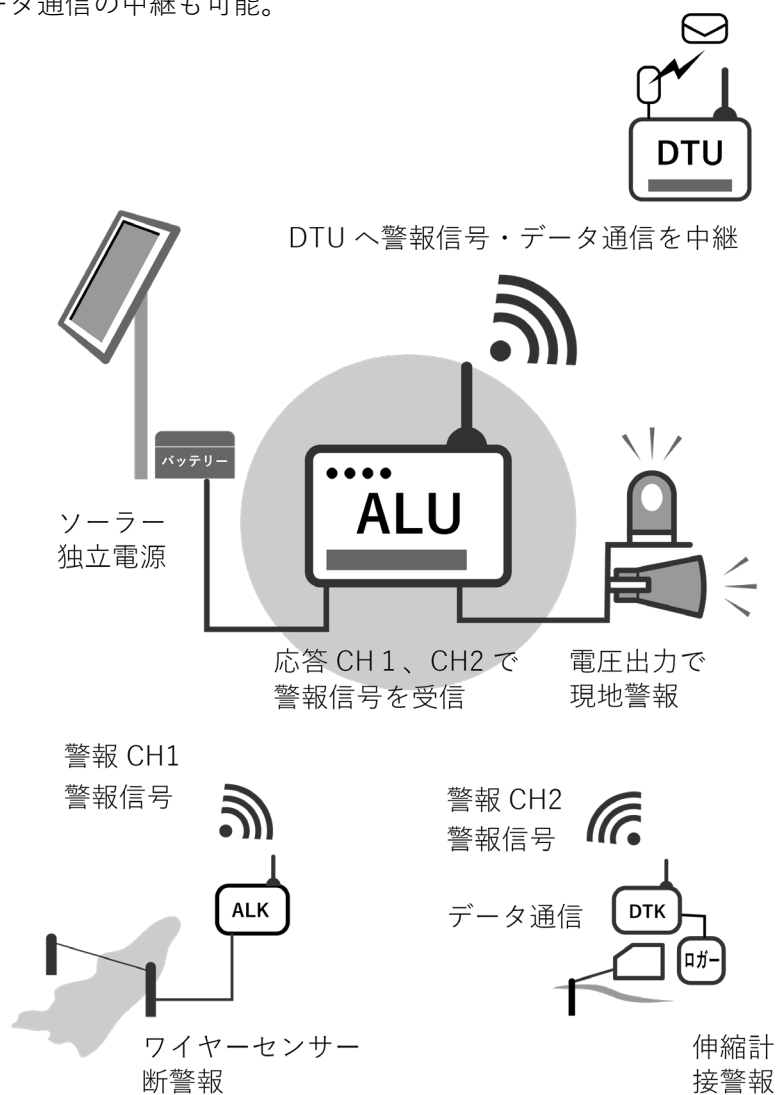 ータ通信の中継も可能。
DTU
DTU へ警報信号・データ通信を中継
バッテリー
ALU
ソーラー
独立電源
応答 CH１、CH2 で
警報信号を受信
電圧出力で
現地警報
警報 CH1
警報信号
ALK
ワイヤーセンサー
断警報
警報 CH2
警報信号
データ通信
DTK
ロガー
伸縮計
接警報